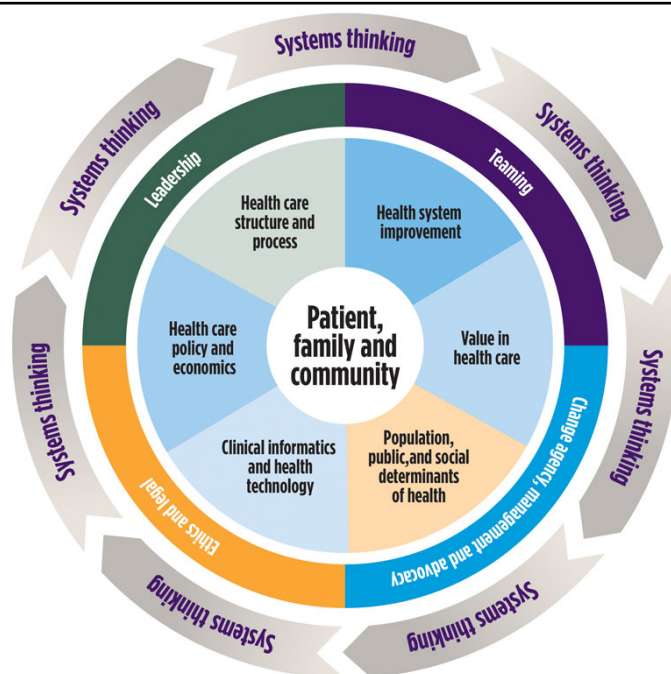 Systems thinking
Systems thinking
Systems thinking
Systems thinking
Systems thinking
Systems thinking
Systems thinking
Systems thinking
Leadership
Teaming
Change agency, management and advocacy
Ethics and legal
Health care
structure and
process
Health system
improvement
Value in
health care
Population,
public,and social
determinants
of health
Clinical informatics
and health
technology
Health care
policy and
economics
Patient,
family and
community